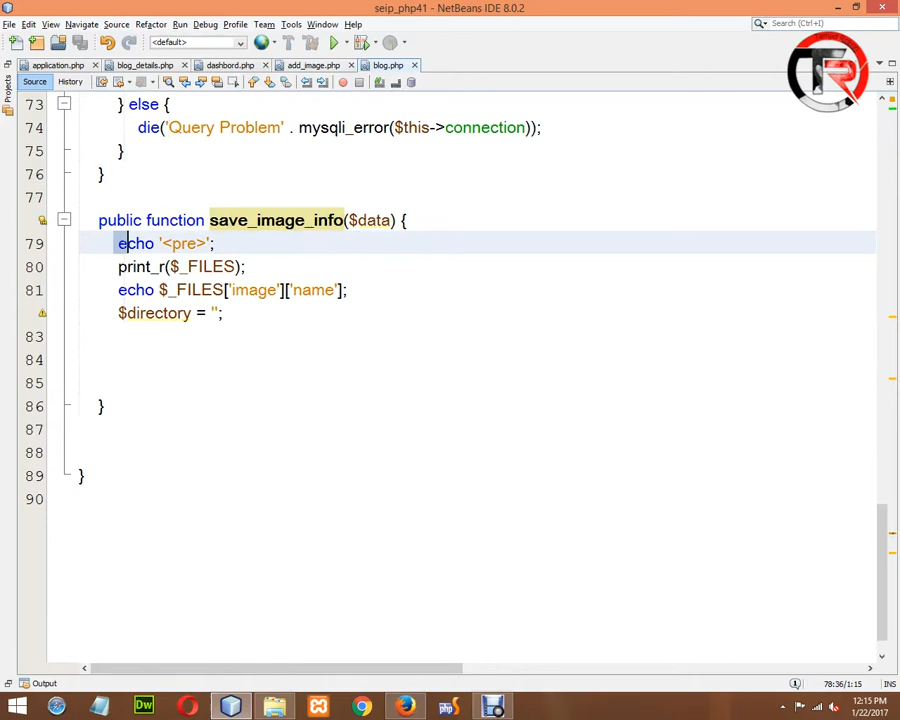 seip_php41 - NetBeans IDE 8.0.2
File Edit View Navigate Source Refactor Run Debug Profile Team Tools Window Help
Search (Ctrl+I)
<default>
application.php blog_details.php dashbord.php add_image.php blog.php
Source History
Projects
73 } else {
74 die('Query Problem' . mysqli_error($this->connection));
75 }
76 }
77
public function save_image_info($data) {
79 echo '<pre>';
80 print_r($_FILES);
81 echo $_FILES['image']['name'];
$directory = '';
83
84
85
86 }
87
88
89 }
90
Output
78:36/1:15 INS
12:15 PM
1/22/2017